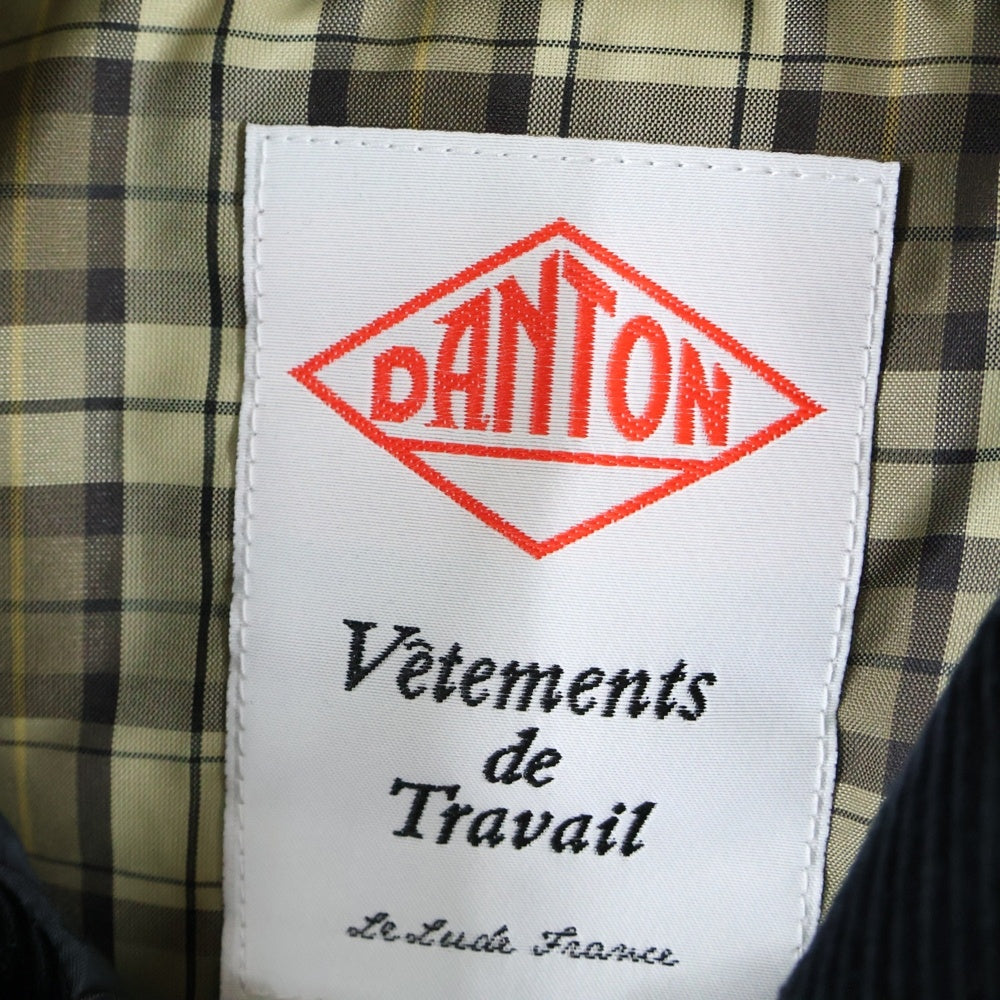 DANTON
Vêtements
de
Travail
Le Lude France